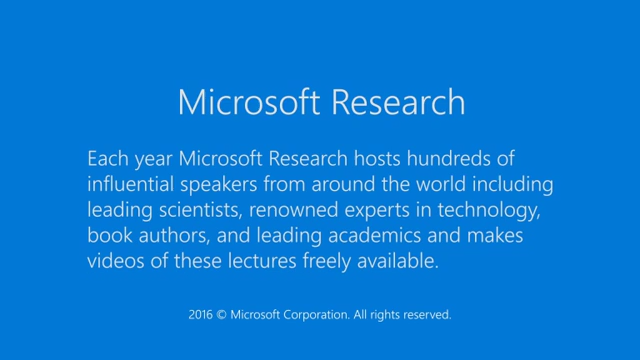 Microsoft Research
Each year Microsoft Research hosts hundreds of
influential speakers from around the world including
leading scientists, renowned experts in technology,
book authors, and leading academics and makes
videos of these lectures freely available.
2016 © Microsoft Corporation. All rights reserved.